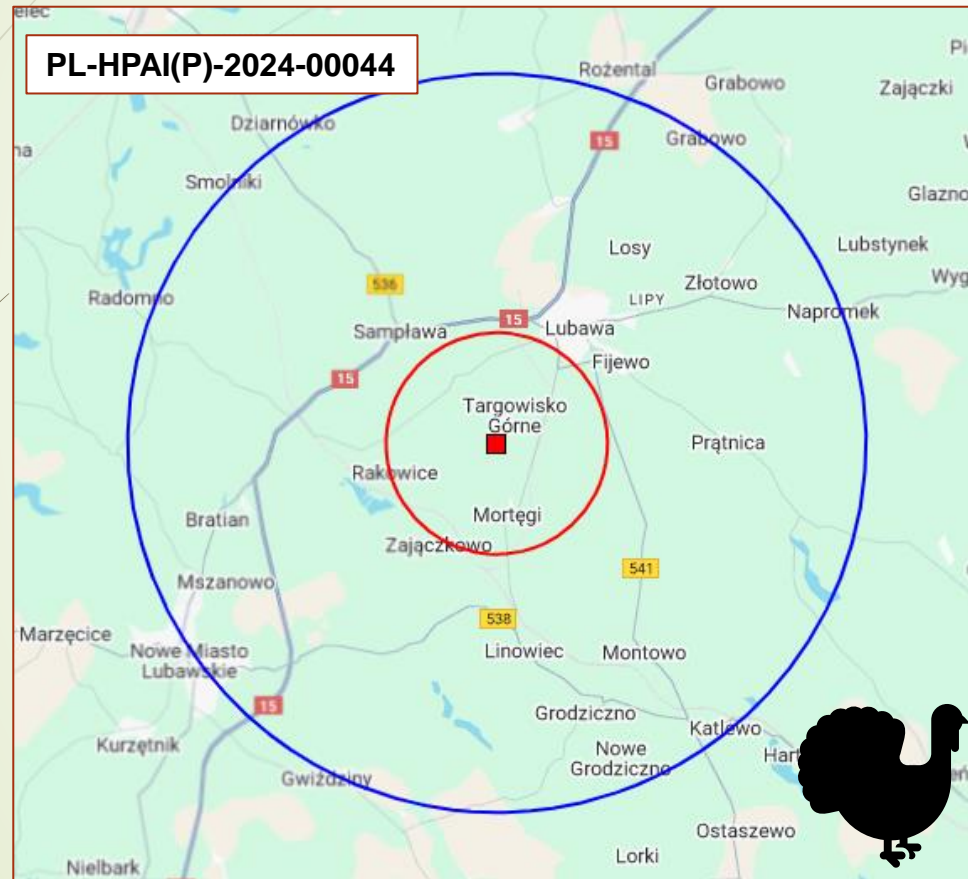 PL-HPAI(P)-2024-00044
Rożental
Grabowo
Zajączki
Dziarnówko
15
Grabowo
Smolniki
Losy
Lubstynek
Złotowo
536
LIPY
Radomno
Napromek
15
Sampława
Lubawa
Fijewo
15
Targowisko
Górne
Prątnica
Rakowice
Mortęgi
Bratian
Zajączkowo
541
Mszanowo
538
Marzęcice
Nowe Miasto
Lubawskie
Linowiec
Montowo
15
Grodziczno
Katlewo
Kurzętnik
Nowe
Grodziczno
Gwiździny
Ostaszewo
Lorki
Nielbark